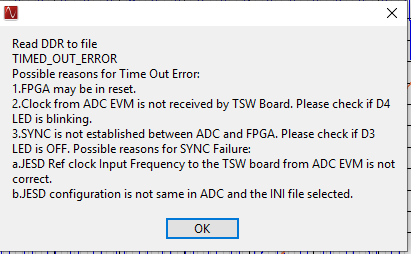 Read DDR to file
TIMED_OUT_ERROR
Possible reasons for Time Out Error:
1.FPGA may be in reset.
2.Clock from ADC EVM is not received by TSW Board. Please check if D4
LED is blinking.
3.SYNC is not established between ADC and FPGA. Please check if D3
LED is OFF. Possible reasons for SYNC Failure:
a.JESD Ref clock Input Frequency to the TSW board from ADC EVM is not
correct.
b.JESD configuration is not same in ADC and the INI file selected.
OK